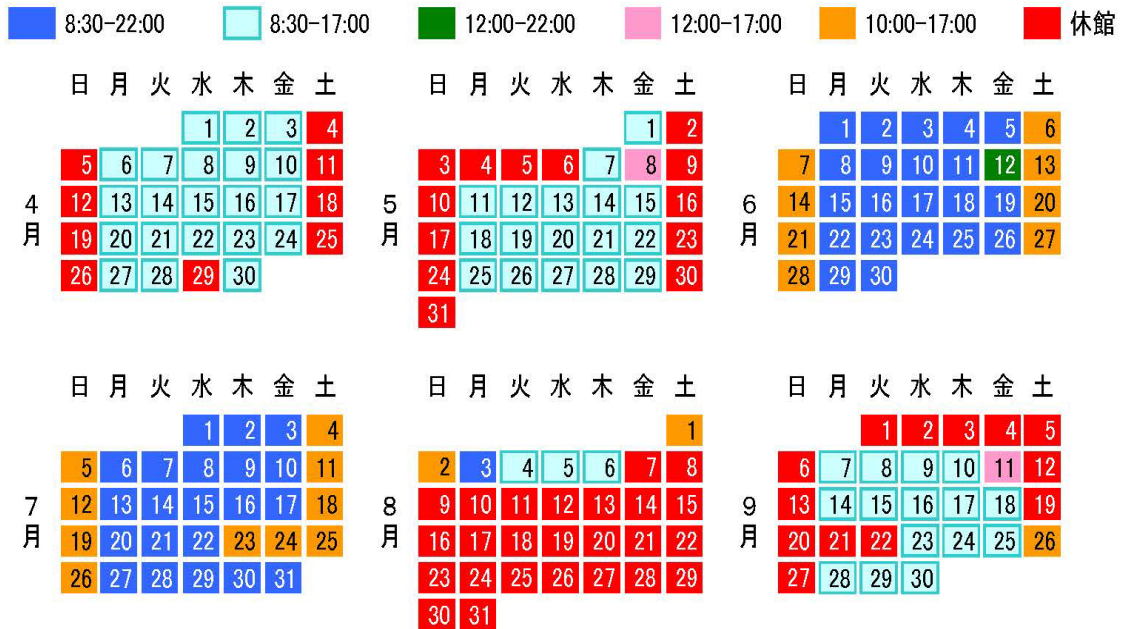 8:30-22:00 8:30-17:00 12:00-22:00 12:00-17:00 10:00-17:00 休館
4月
日 月 火 水 木 金 土
1 2 3 4
5 6 7 8 9 10 11
12 13 14 15 16 17 18
19 20 21 22 23 24 25
26 27 28 29 30
5月
日 月 火 水 木 金 土
1 2
3 4 5 6 7 8 9
10 11 12 13 14 15 16
17 18 19 20 21 22 23
24 25 26 27 28 29 30
31
6月
日 月 火 水 木 金 土
1 2 3 4 5 6
7 8 9 10 11 12 13
14 15 16 17 18 19 20
21 22 23 24 25 26 27
28 29 30
7月
日 月 火 水 木 金 土
1 2 3 4
5 6 7 8 9 10 11
12 13 14 15 16 17 18
19 20 21 22 23 24 25
26 27 28 29 30 31
8月
日 月 火 水 木 金 土
1
2 3 4 5 6 7 8
9 10 11 12 13 14 15
16 17 18 19 20 21 22
23 24 25 26 27 28 29
30 31
9月
日 月 火 水 木 金 土
1 2 3 4 5
6 7 8 9 10 11 12
13 14 15 16 17 18 19
20 21 22 23 24 25 26
27 28 29 30